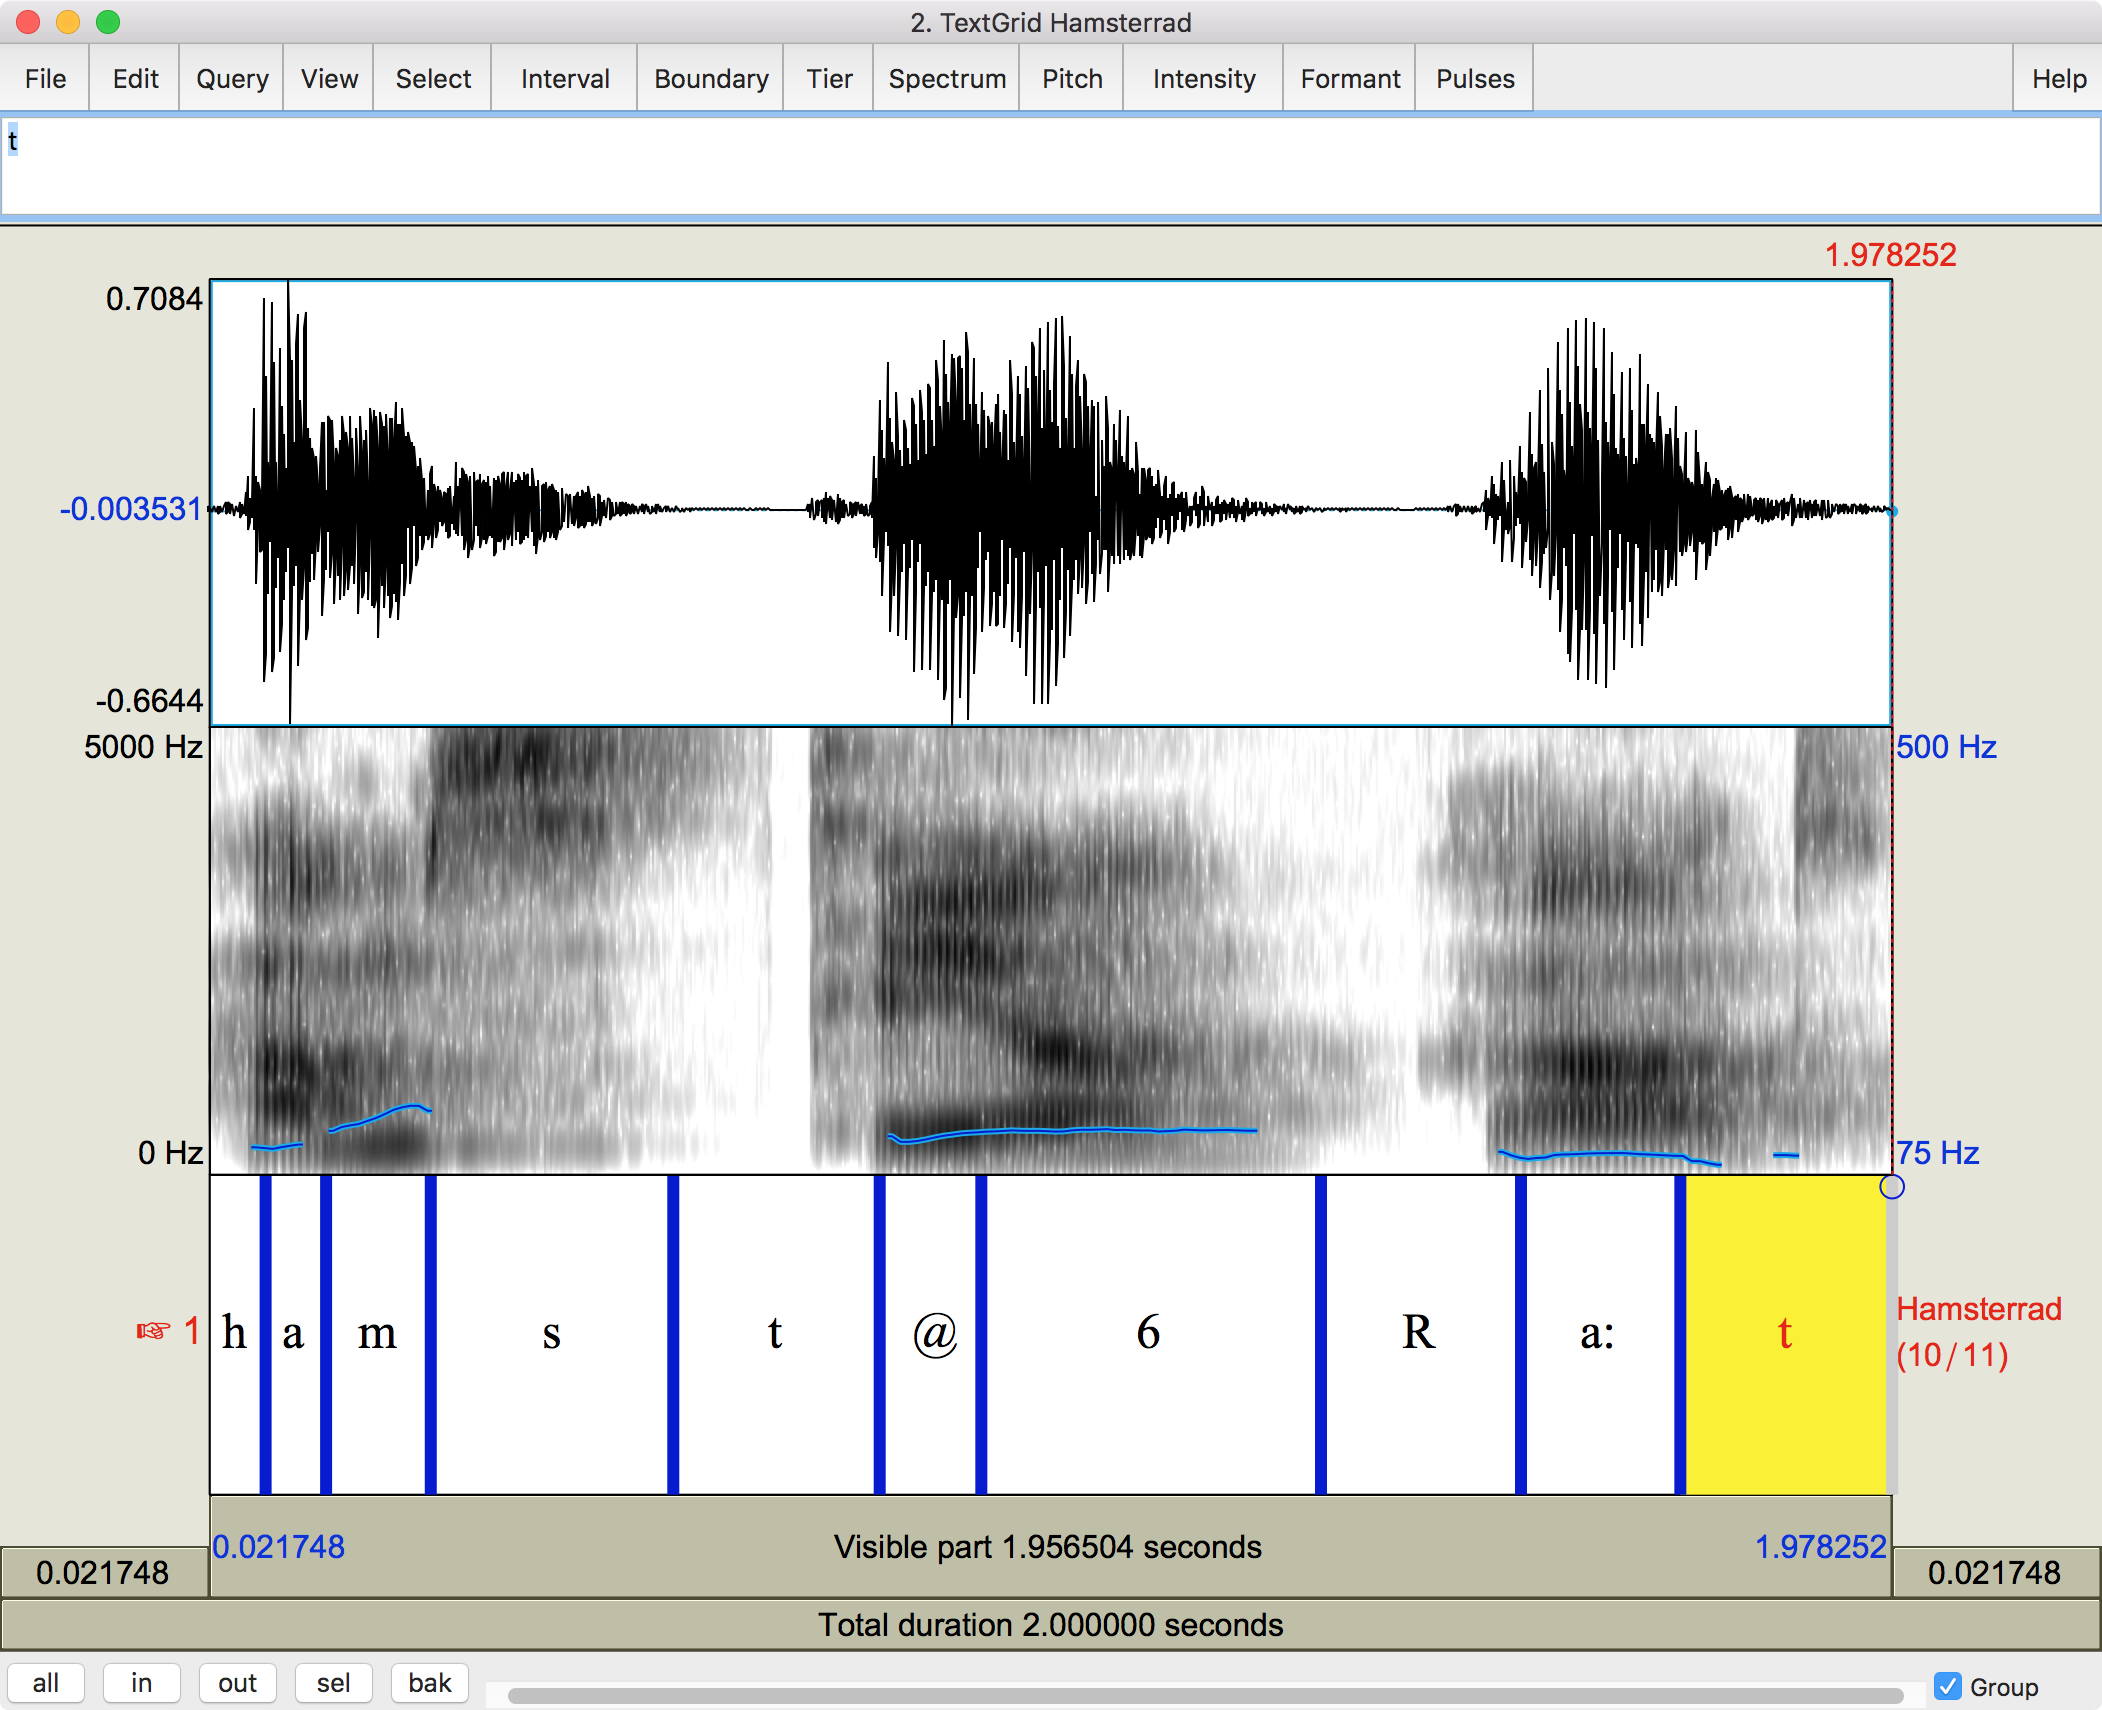 2. TextGrid Hamsterrad
File Edit Query View Select Interval Boundary Tier Spectrum Pitch Intensity Formant Pulses Help
t
1.978252
0.7084
-0.003531
-0.6644
5000 Hz 500 Hz
0 Hz 75 Hz
☞ 1 h a m s t @ 6 R a: t Hamsterrad
(10/11)
0.021748 Visible part 1.956504 seconds 1.978252
0.021748 0.021748
Total duration 2.000000 seconds
all in out sel bak Group